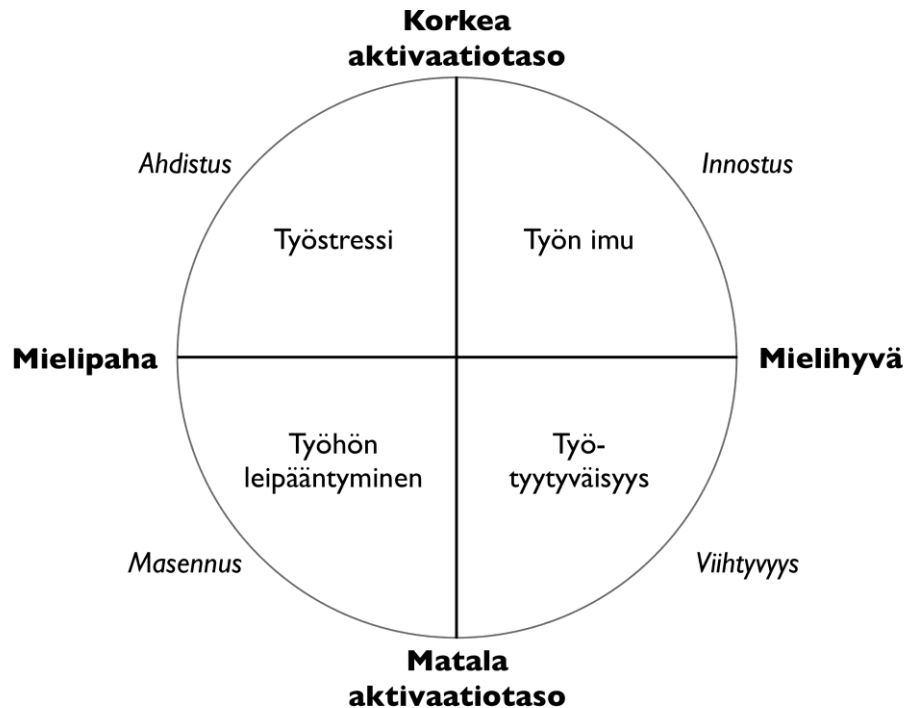 Korkea
aktivaatiotaso
Ahdistus
Innostus
Työstressi
Työn imu
Mielipaha
Mielihyvä
Työhön
leipääntyminen
Työ-
tyytyväisyys
Masennus
Viihtyvyys
Matala
aktivaatiotaso